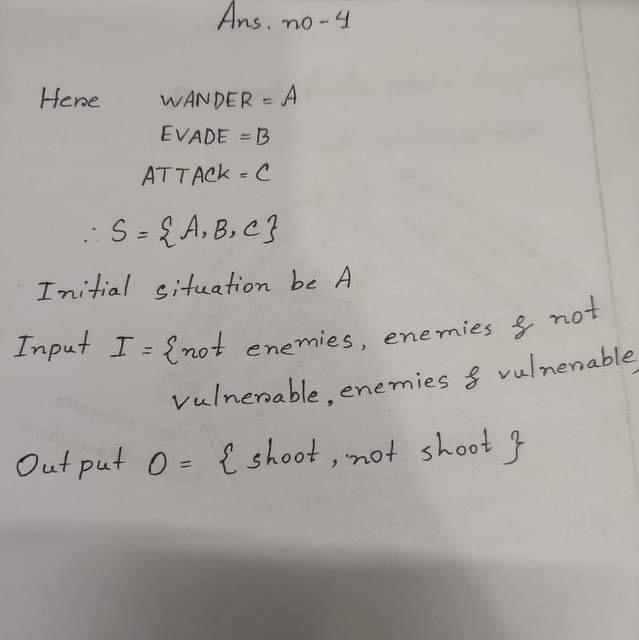 Ans. no-4
Here WANDER = A
EVADE = B
ATTACK = C
∴ S = {A, B, C}
Initial situation be A
Input I = {not enemies, enemies & not
vulnerable, enemies & vulnerable}
Output O = {shoot, not shoot}